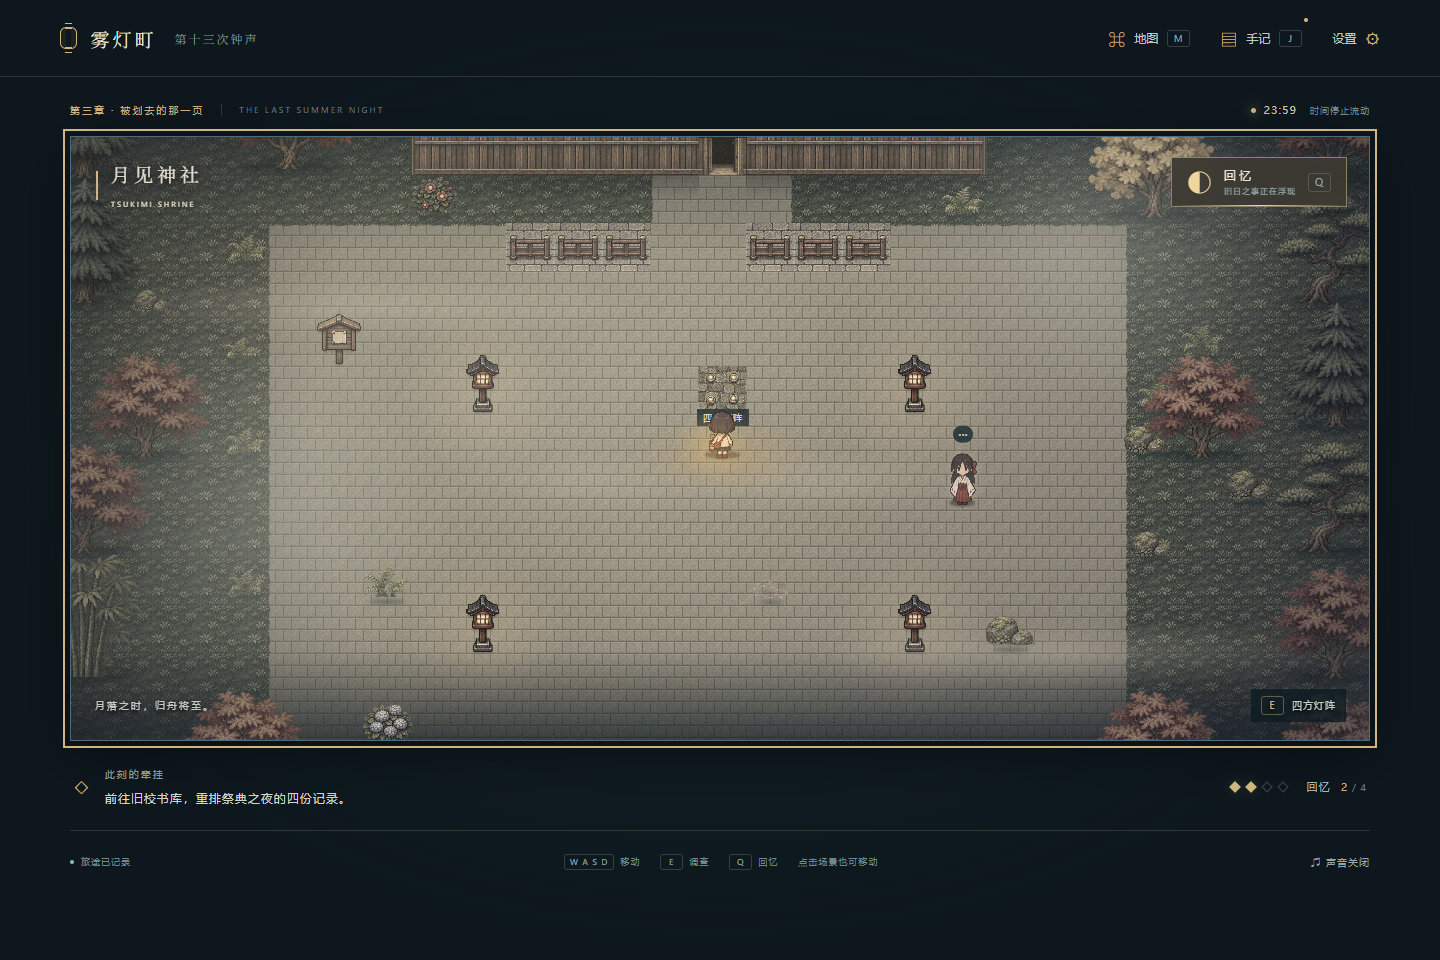 雾灯町
第十三次钟声
地图 M
手记 J
设置
第三章 · 被划去的那一页
THE LAST SUMMER NIGHT
23:59 时间停止流动
月见神社
TSUKIMI SHRINE
回忆
旧日之事正在浮现
Q
四 阵
...
月落之时，归舟将至。
E 四方灯阵
此刻的牵挂
前往旧校书库，重排祭典之夜的四份记录。
回忆 2 / 4
旅途已记录
WASD 移动
E 调查
Q 回忆
点击场景也可移动
声音关闭